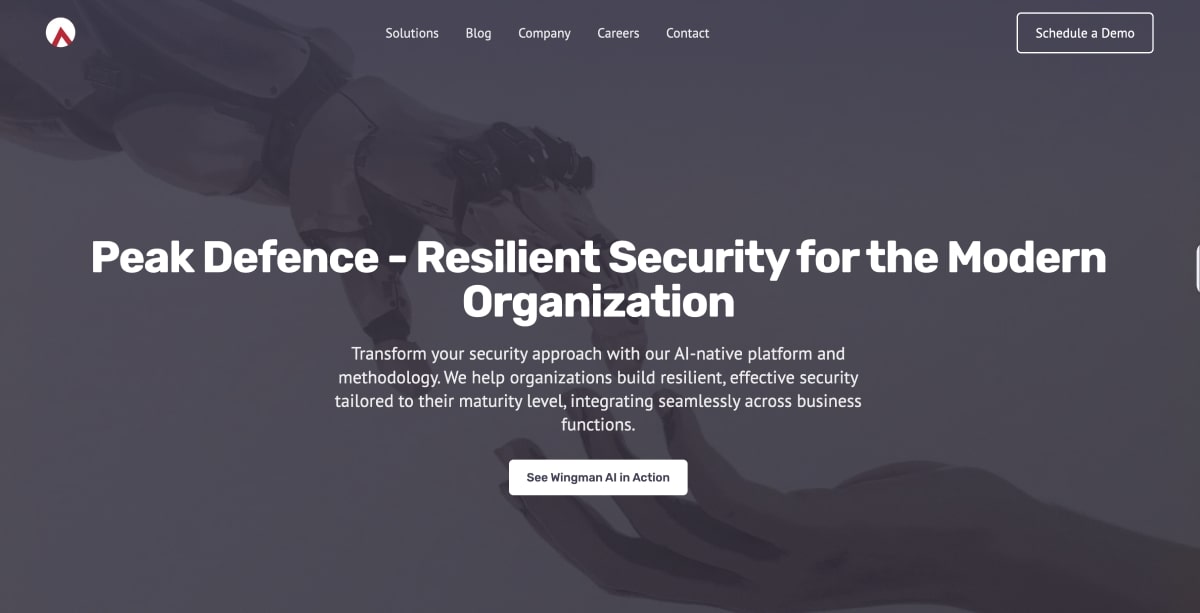 Solutions Blog Company Careers Contact Schedule a Demo
Peak Defence - Resilient Security for the Modern
Organization
Transform your security approach with our AI-native platform and
methodology. We help organizations build resilient, effective security
tailored to their maturity level, integrating seamlessly across business
functions.
See Wingman AI in Action